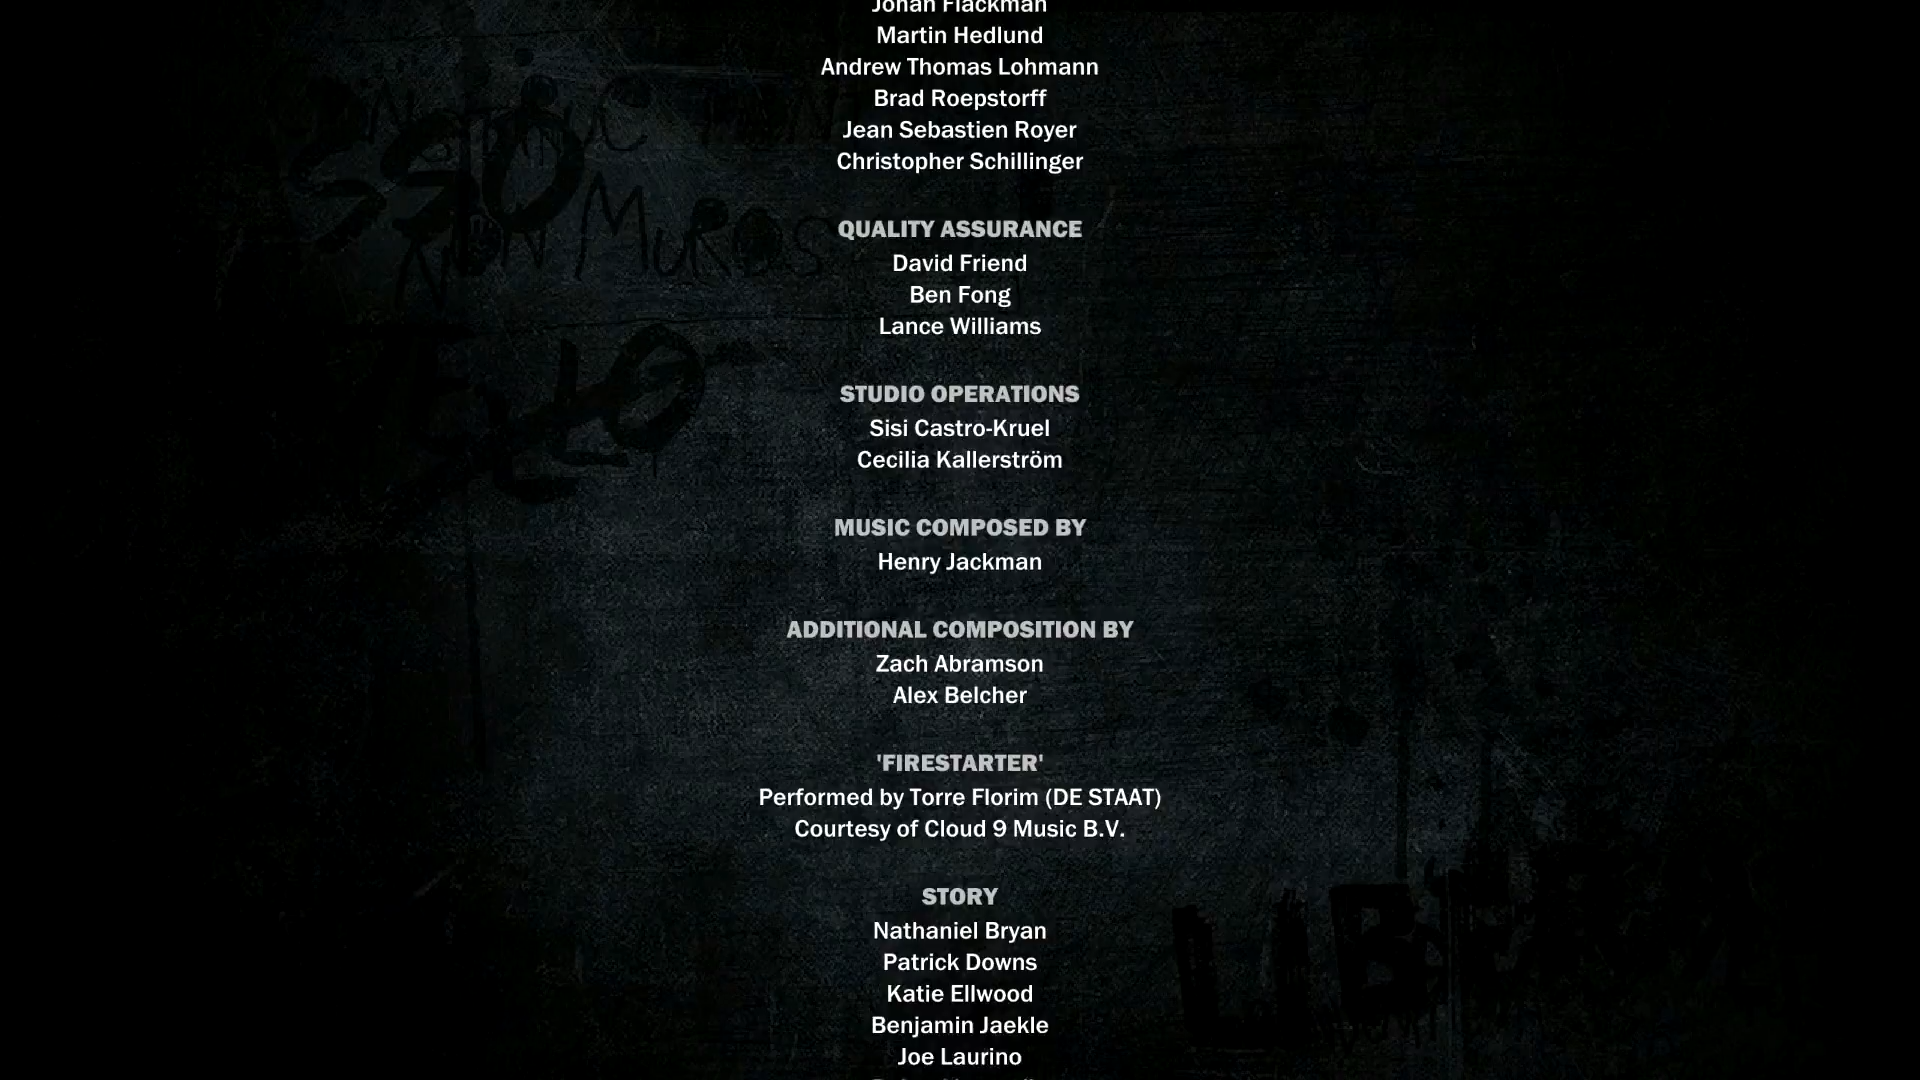 Jonan Flackman
Martin Hedlund
Andrew Thomas Lohmann
Brad Roepstorff
Jean Sebastien Royer
Christopher Schillinger
QUALITY ASSURANCE
David Friend
Ben Fong
Lance Williams
STUDIO OPERATIONS
Sisi Castro-Kruel
Cecilia Kallerström
MUSIC COMPOSED BY
Henry Jackman
ADDITIONAL COMPOSITION BY
Zach Abramson
Alex Belcher
'FIRESTARTER'
Performed by Torre Florim (DE STAAT)
Courtesy of Cloud 9 Music B.V.
STORY
Nathaniel Bryan
Patrick Downs
Katie Ellwood
Benjamin Jaekle
Joe Laurino